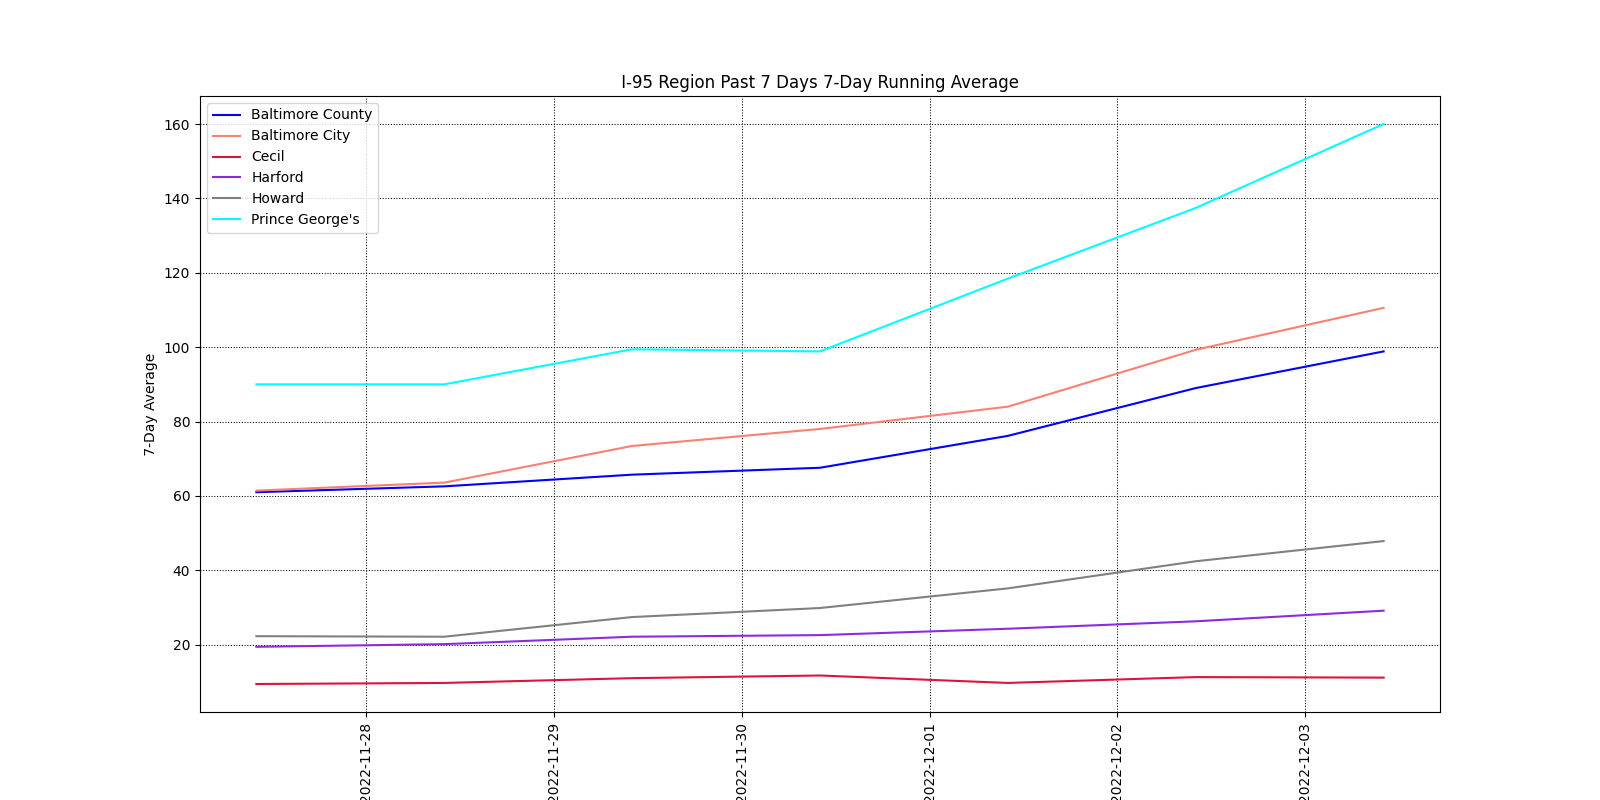 I-95 Region Past 7 Days 7-Day Running Average
Baltimore County
Baltimore City
Cecil
Harford
Howard
Prince George's
7-Day Average
160
140
120
100
80
60
40
20
2022-11-28
2022-11-29
2022-11-30
2022-12-01
2022-12-02
2022-12-03